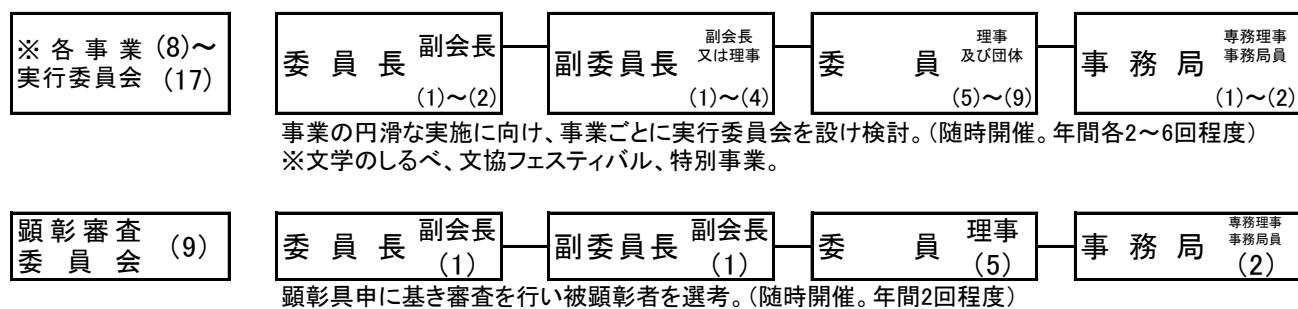 ※各事業 (8)～
実行委員会 (17)
委員長 副会長
(1)～(2)
副委員長 副会長
又は理事
(1)～(4)
委員 理事
及び団体
(5)～(9)
事務局 専務理事
事務局員
(1)～(2)
事業の円滑な実施に向け、事業ごとに実行委員会を設け検討。(随時開催。年間各2～6回程度)
※文学のしるべ、文協フェスティバル、特別事業。
顕彰審査
委員会 (9)
委員長 副会長
(1)
副委員長 副会長
(1)
委員 理事
(5)
事務局 専務理事
事務局員
(2)
顕彰具申に基き審査を行い被顕彰者を選考。(随時開催。年間2回程度)